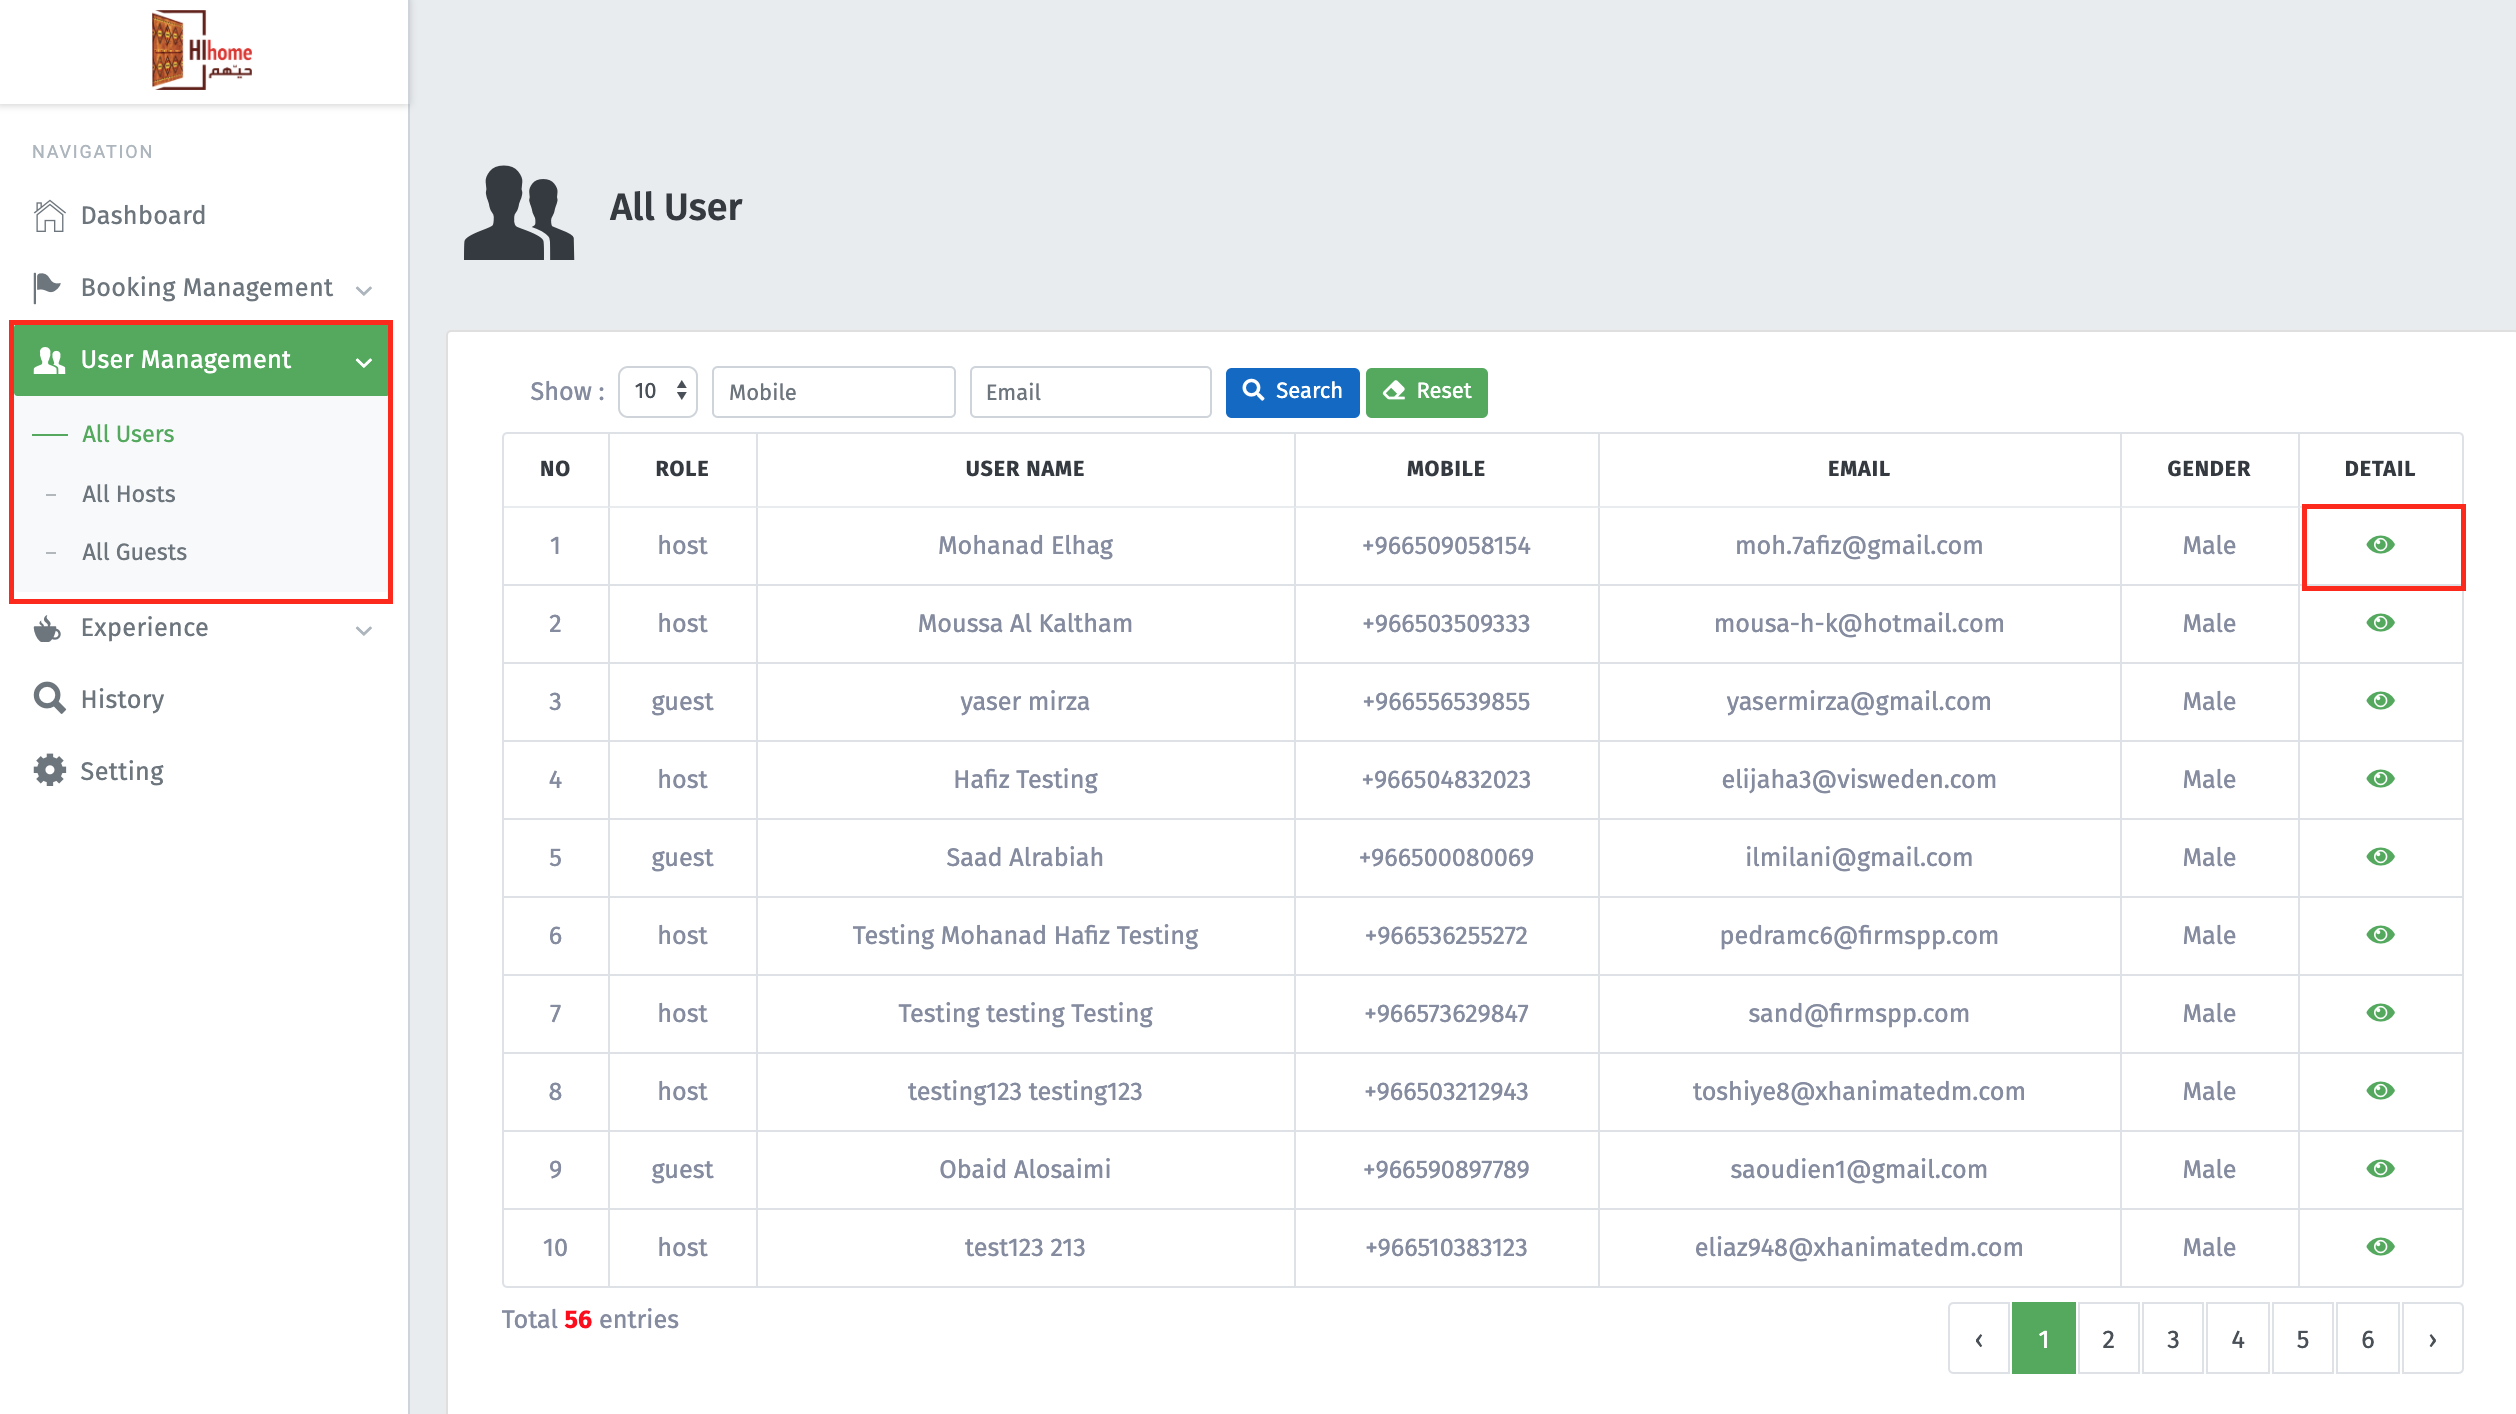 HIhome
حيّهم
NAVIGATION
Dashboard
Booking Management
User Management
All Users
All Hosts
All Guests
Experience
History
Setting
All User
Show : 10 Mobile Email Search Reset
NO ROLE USER NAME MOBILE EMAIL GENDER DETAIL
1 host Mohanad Elhag +966509058154 moh.7afiz@gmail.com Male
2 host Moussa Al Kaltham +966503509333 mousa-h-k@hotmail.com Male
3 guest yaser mirza +966556539855 yasermirza@gmail.com Male
4 host Hafiz Testing +966504832023 elijaha3@visweden.com Male
5 guest Saad Alrabiah +966500080069 ilmilani@gmail.com Male
6 host Testing Mohanad Hafiz Testing +966536255272 pedramc6@firmspp.com Male
7 host Testing testing Testing +966573629847 sand@firmspp.com Male
8 host testing123 testing123 +966503212943 toshiye8@xhanimatedm.com Male
9 guest Obaid Alosaimi +966590897789 saoudien1@gmail.com Male
10 host test123 213 +966510383123 eliaz948@xhanimatedm.com Male
Total 56 entries
‹ 1 2 3 4 5 6 ›